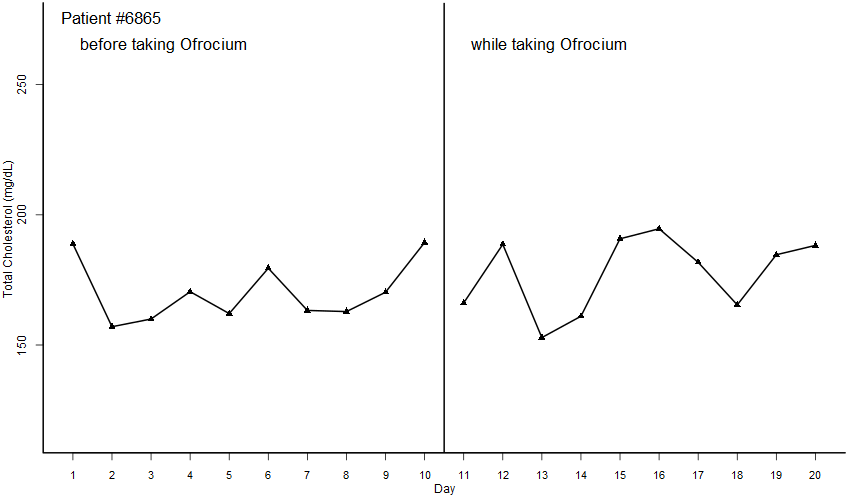 Patient #6865
before taking Ofrocium
while taking Ofrocium
Total Cholesterol (mg/dL)
250
200
150
1 2 3 4 5 6 7 8 9 10 11 12 13 14 15 16 17 18 19 20
Day